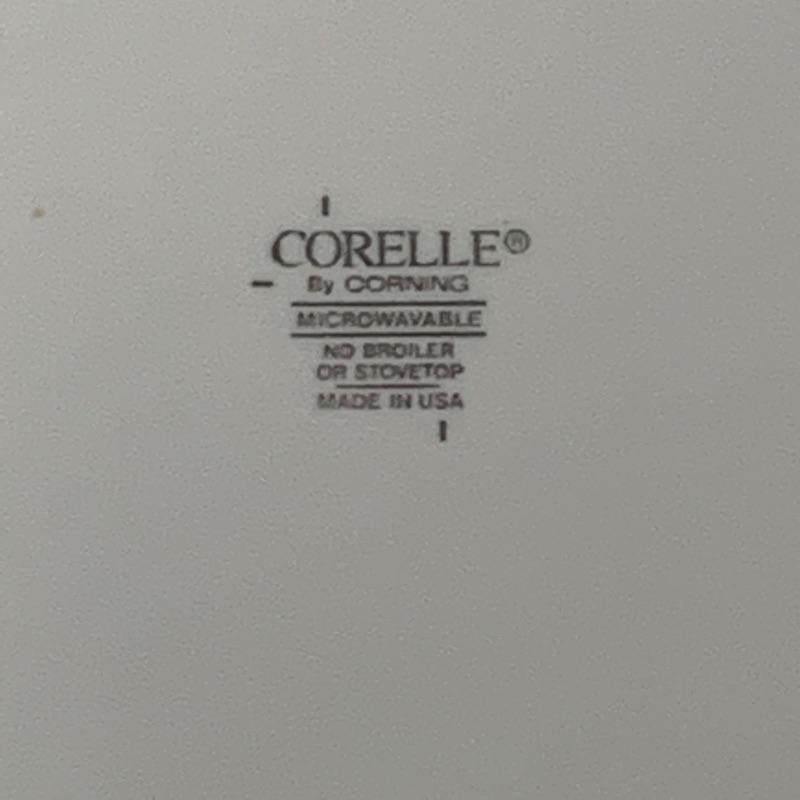 CORELLE®
By CORNING
MICROWAVABLE
NO BROILER
OR STOVETOP
MADE IN USA